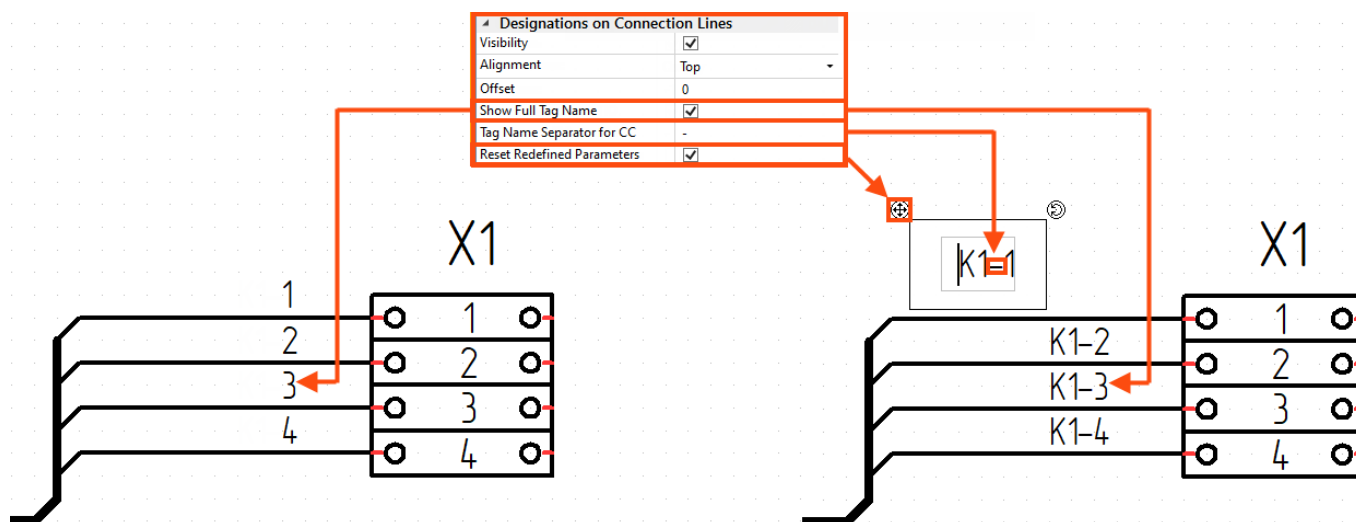 Designations on Connection Lines
Visibility
Alignment Top
Offset 0
Show Full Tag Name
Tag Name Separator for CC -
Reset Redefined Parameters
X1
1
2
3
4
1
2
3
4
K1-1
X1
K1-2
K1-3
K1-4
1
2
3
4